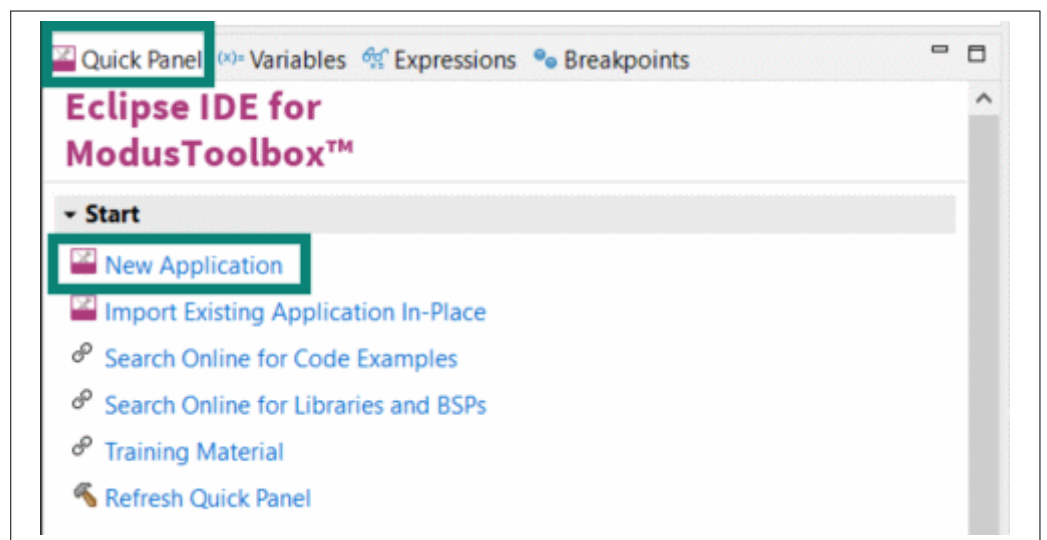 Quick Panel (x)= Variables Expressions Breakpoints
Eclipse IDE for
ModusToolbox™
Start
New Application
Import Existing Application In-Place
Search Online for Code Examples
Search Online for Libraries and BSPs
Training Material
Refresh Quick Panel